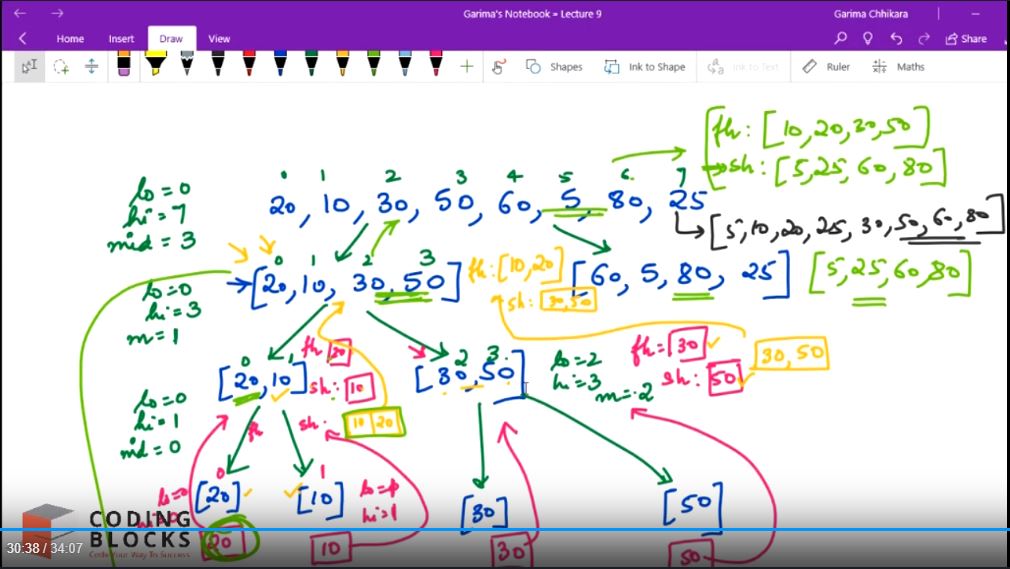 Garima's Notebook » Lecture 9
Garima Chhikara
Home Insert Draw View
Share
Shapes Ink to Shape Ink to Text Ruler Maths
fh: [10,20,30,50]
sh: [5,25,60,80]
0 1 2 3 4 5 6 7
lo=0
hi=7
mid=3
20, 10, 30, 50, 60, 5, 80, 25
[5,10,20,25,30,50,60,80]
0 1 2 3
lo=0
hi=3
m=1
[20,10, 30,50]
fh:[10,20]
sh:[30,50]
[60, 5, 80, 25]
[5,25,60,80]
0 1
[20,10]
fh 20
sh: 10
10 20
2 3
[30,50]
lo=2
hi=3
m=2
fh=[30]
sh:[50]
30, 50
lo=0
hi=1
mid=0
fh
sh:
0
[20]
1
[10]
lo=0
lo=1
hi=1
[30]
[50]
20
10
30
50
CODING
BLOCKS
Code Your Way To Success
30:38 / 34:07